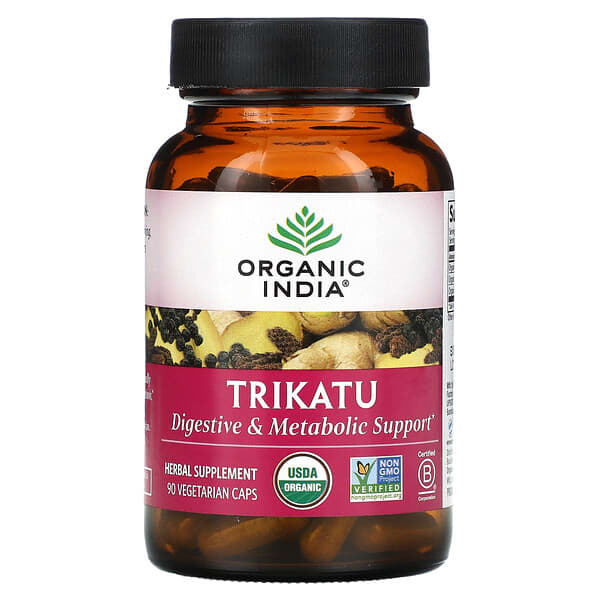 ORGANIC
INDIA®
TRIKATU
Digestive & Metabolic Support*
HERBAL SUPPLEMENT
90 VEGETARIAN CAPS
USDA
ORGANIC
NON
GMO
Project
VERIFIED
nongmoproject.org
Certified
B
Corporation